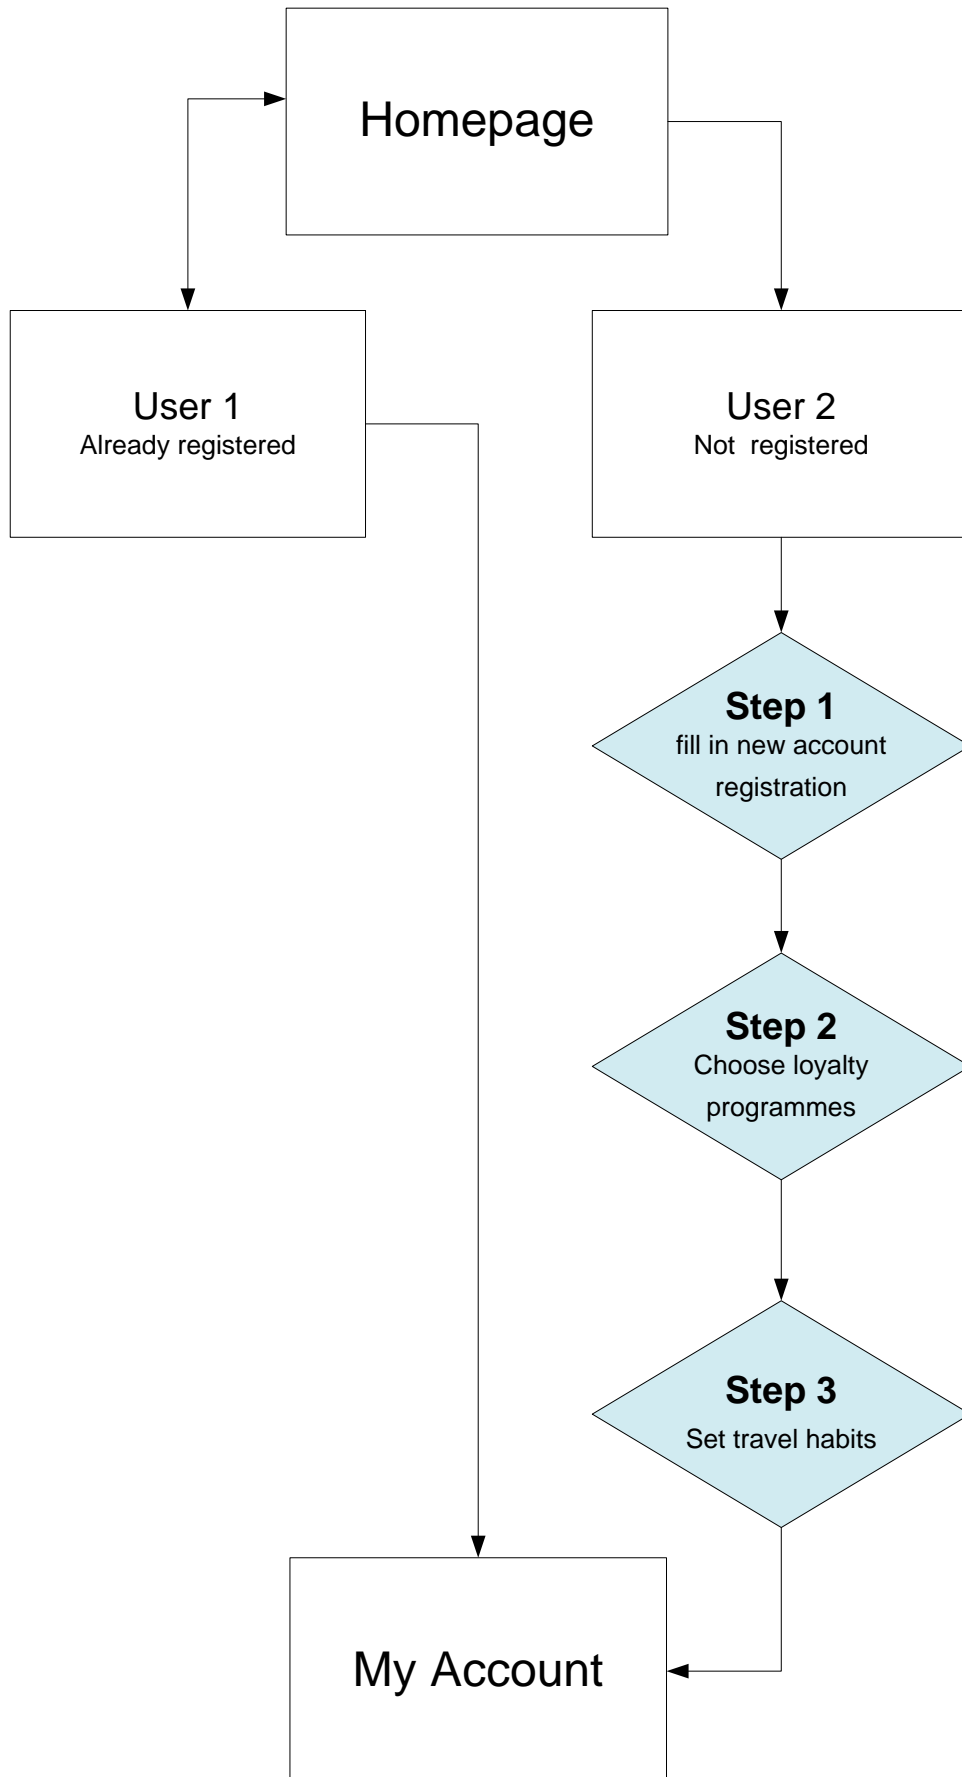 Homepage
User 1
Already registered
User 2
Not  registered
Step 1
fill in new account
registration
Step 2
Choose loyalty
programmes
Step 3
Set travel habits
My Account